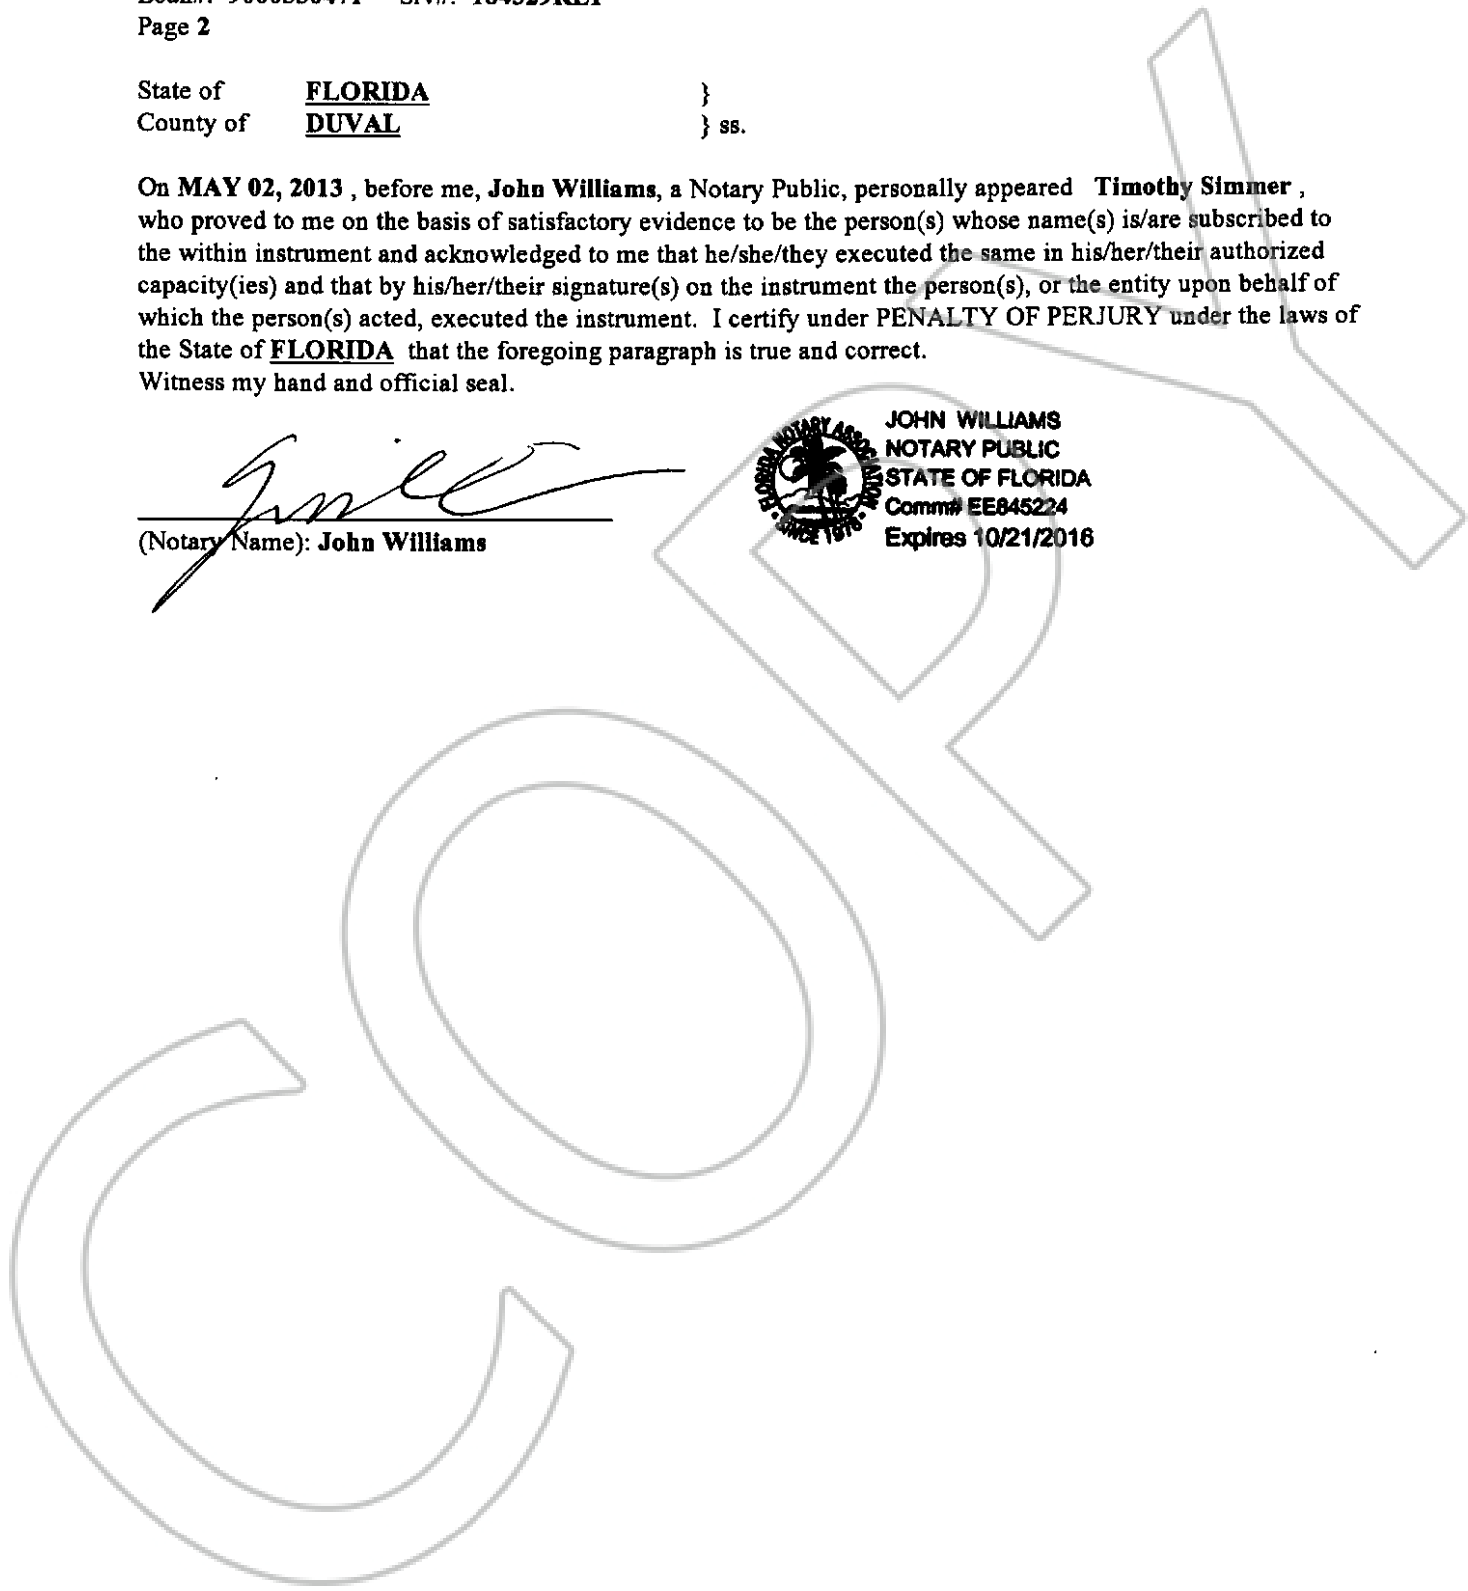 Page 2
State of FLORIDA }
County of DUVAL } ss.
On MAY 02, 2013 , before me, John Williams, a Notary Public, personally appeared Timothy Simmer ,
who proved to me on the basis of satisfactory evidence to be the person(s) whose name(s) is/are subscribed to
the within instrument and acknowledged to me that he/she/they executed the same in his/her/their authorized
capacity(ies) and that by his/her/their signature(s) on the instrument the person(s), or the entity upon behalf of
which the person(s) acted, executed the instrument. I certify under PENALTY OF PERJURY under the laws of
the State of FLORIDA that the foregoing paragraph is true and correct.
Witness my hand and official seal.
(Notary Name): John Williams
FLORIDA NOTARY ASSOCIATION
SINCE 1978
JOHN WILLIAMS
NOTARY PUBLIC
STATE OF FLORIDA
Comm# EE845224
Expires 10/21/2016
COPY